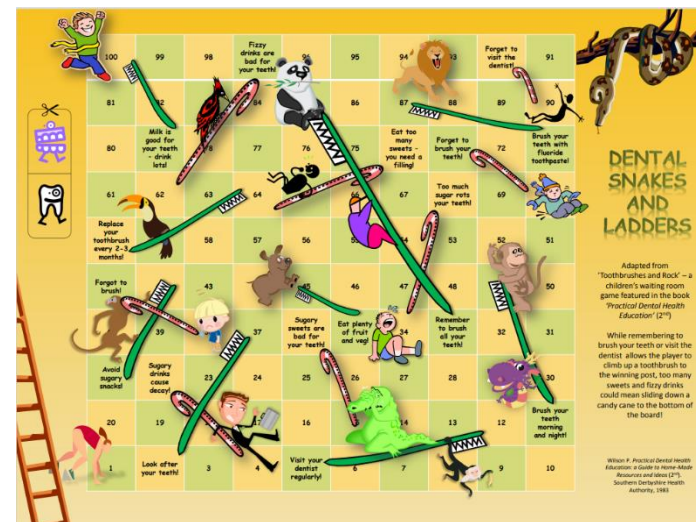 100
99
98
Fizzy
drinks are
bad for
your teeth!
96
95
94
93
Forget to
visit the
dentist!
91
81
82
84
86
87
88
89
90
80
Milk is
good for
your teeth
- drink
lots!
78
77
76
75
Eat too
many
sweets -
you need a
filling!
Forget to
brush your
teeth!
72
Brush your
teeth with
fluoride
toothpaste!
61
62
63
64
66
67
Too much
sugar rots
your teeth!
69
Replace
your
toothbrush
every 2-3
months!
58
57
56
55
54
53
52
51
Forget to
brush!
43
45
46
47
48
50
Avoid
sugary
snacks!
39
37
Sugary
sweets are
bad for
your teeth!
Eat plenty
of fruit
and veg!
34
Remember
to brush
all your
teeth!
32
31
Sugary
drinks
cause
decay!
23
24
25
26
27
28
30
20
19
16
14
13
12
Brush your
teeth
morning
and night!
1
Look after
your teeth!
3
4
Visit your
dentist
regularly!
6
7
9
10
DENTAL
SNAKES
AND
LADDERS
Adapted from
'Toothbrushes and Rock' – a
children's waiting room
game featured in the book
'Practical Dental Health
Education' (2nd)
While remembering to
brush your teeth or visit the
dentist allows the player to
climb up a toothbrush to
the winning post, too many
sweets and fizzy drinks
could mean sliding down a
candy cane to the bottom of
the board!
Wilson P. Practical Dental Health
Education: a Guide to Home-Made
Resources and Ideas (2nd).
Southern Derbyshire Health
Authority, 1983